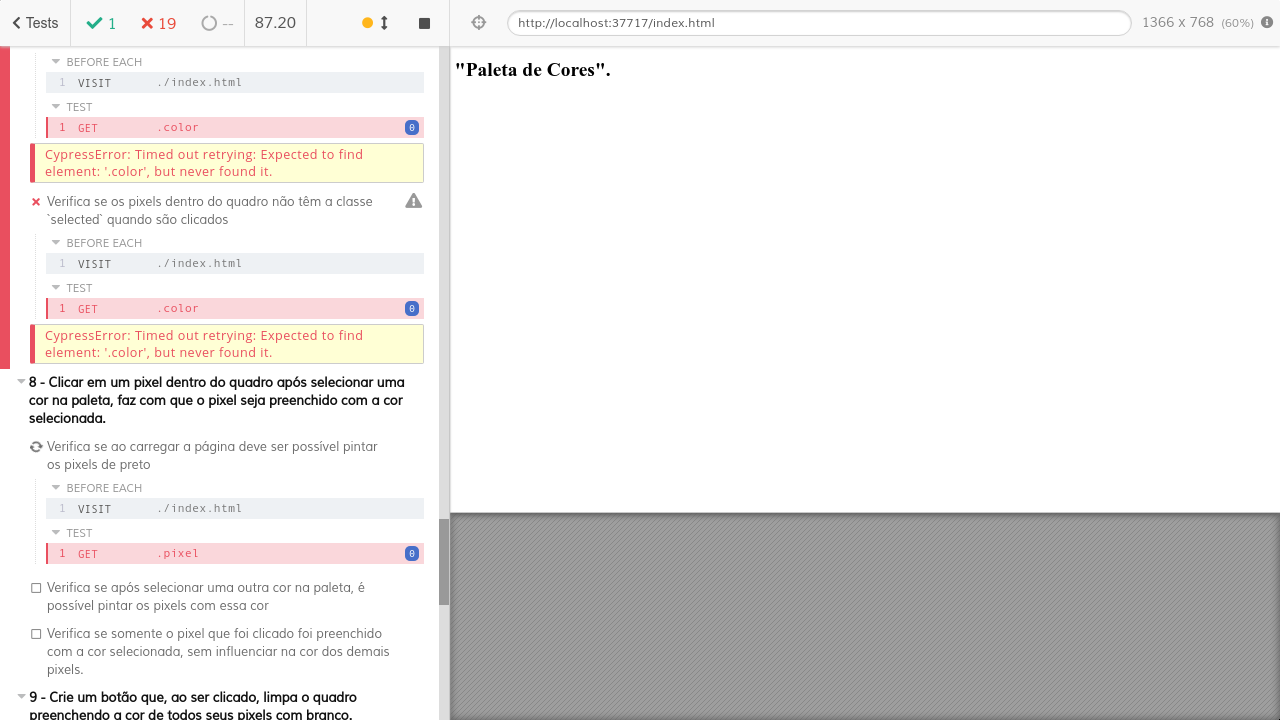 Tests
1
19
--
87.20
http://localhost:37717/index.html
1366 x 768 (60%)
BEFORE EACH
1 VISIT ./index.html
TEST
1 GET .color 0
CypressError: Timed out retrying: Expected to find
element: '.color', but never found it.
Verifica se os pixels dentro do quadro não têm a classe
`selected` quando são clicados
BEFORE EACH
1 VISIT ./index.html
TEST
1 GET .color 0
CypressError: Timed out retrying: Expected to find
element: '.color', but never found it.
8 - Clicar em um pixel dentro do quadro após selecionar uma
cor na paleta, faz com que o pixel seja preenchido com a cor
selecionada.
Verifica se ao carregar a página deve ser possível pintar
os pixels de preto
BEFORE EACH
1 VISIT ./index.html
TEST
1 GET .pixel 0
Verifica se após selecionar uma outra cor na paleta, é
possível pintar os pixels com essa cor
Verifica se somente o pixel que foi clicado foi preenchido
com a cor selecionada, sem influenciar na cor dos demais
pixels.
9 - Crie um botão que, ao ser clicado, limpa o quadro
preenchendo a cor de todos seus pixels com branco.
"Paleta de Cores".